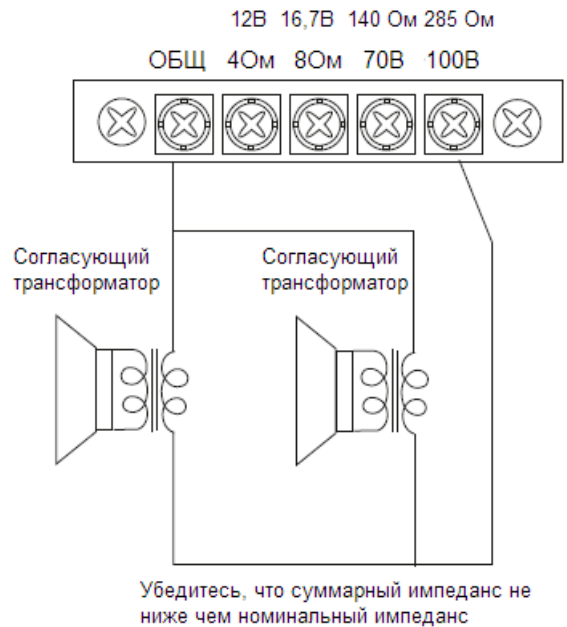 12В 16,7В 140 Ом 285 Ом
ОБЩ 4Ом 8Ом 70В 100В
Согласующий
трансформатор
Согласующий
трансформатор
Убедитесь, что суммарный импеданс не
ниже чем номинальный импеданс